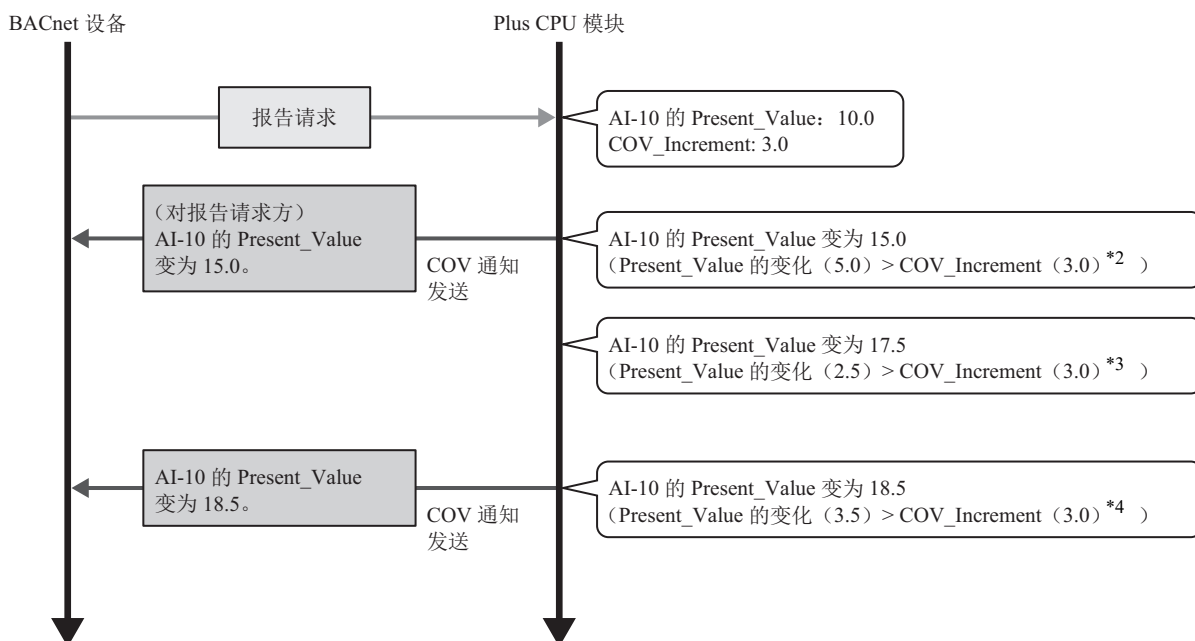 BACnet 设备
Plus CPU 模块
报告请求
AI-10 的 Present_Value：10.0
COV_Increment: 3.0
（对报告请求方）
AI-10 的 Present_Value
变为 15.0。
COV 通知
发送
AI-10 的 Present_Value 变为 15.0
（Present_Value 的变化（5.0）> COV_Increment（3.0）*2 ）
AI-10 的 Present_Value 变为 17.5
（Present_Value 的变化（2.5）> COV_Increment（3.0）*3 ）
AI-10 的 Present_Value
变为 18.5。
COV 通知
发送
AI-10 的 Present_Value 变为 18.5
（Present_Value 的变化（3.5）> COV_Increment（3.0）*4 ）